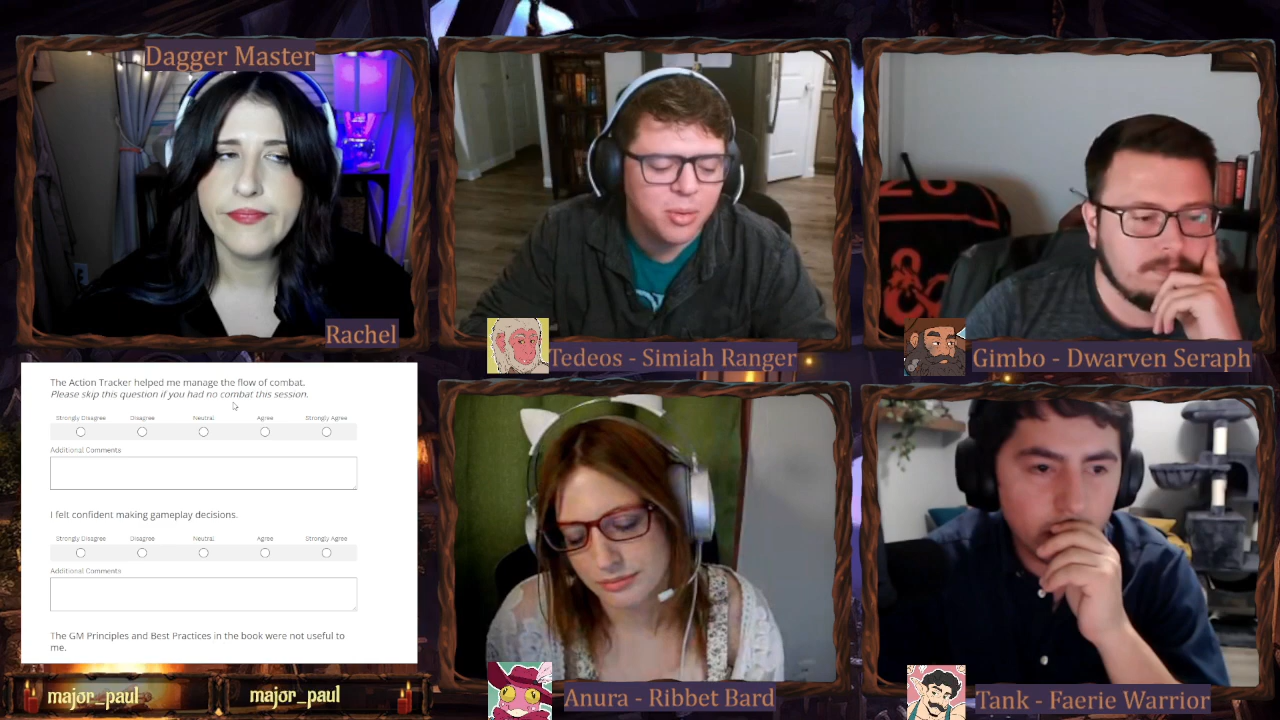 Dagger Master
Rachel
Tedeos - Simiah Ranger
Gimbo - Dwarven Seraph
The Action Tracker helped me manage the flow of combat.
Please skip this question if you had no combat this session.
Strongly Disagree Disagree Neutral Agree Strongly Agree
Additional Comments
I felt confident making gameplay decisions.
Strongly Disagree Disagree Neutral Agree Strongly Agree
Additional Comments
The GM Principles and Best Practices in the book were not useful to
me.
major_paul major_paul
Anura - Ribbet Bard
Tank - Faerie Warrior